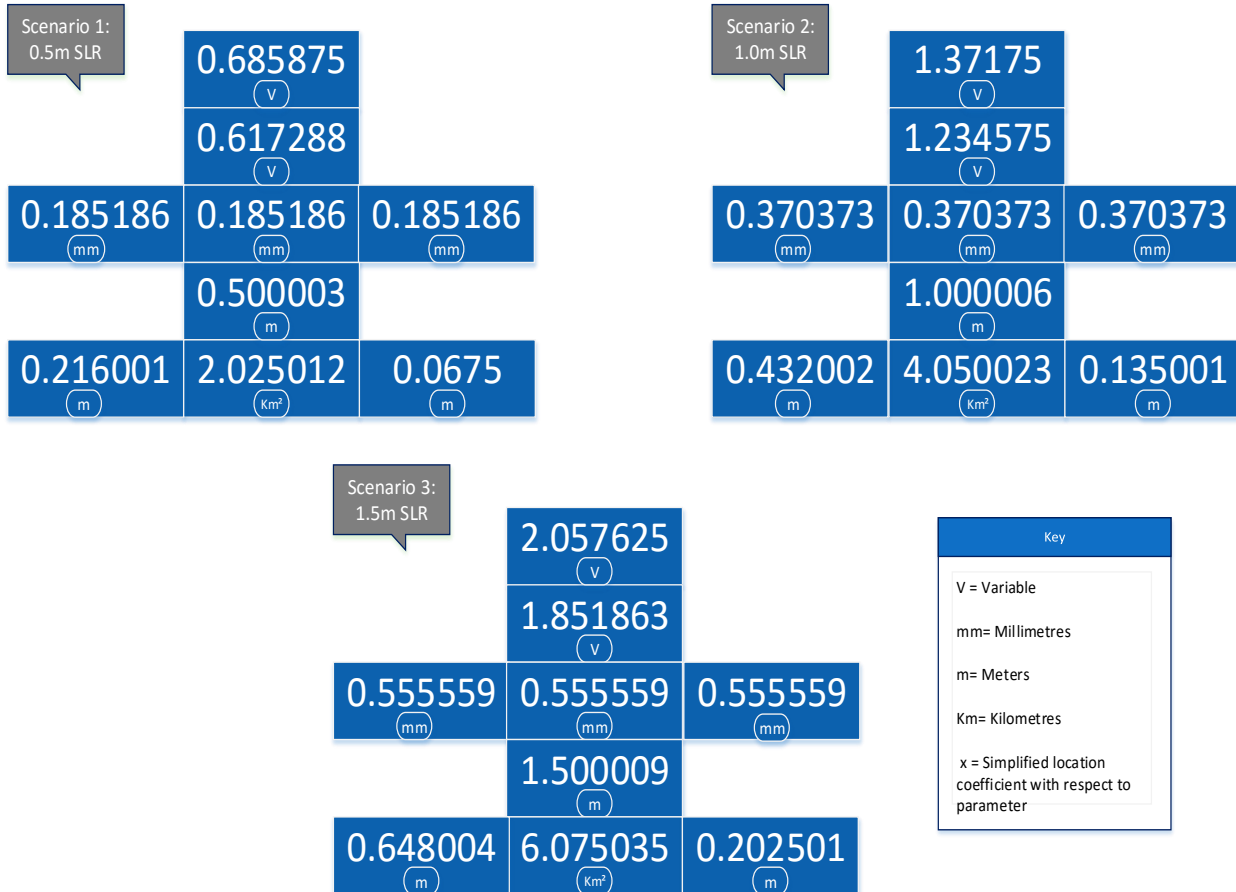 Scenario 1:
0.5m SLR
0.685875
V
0.617288
V
0.185186 0.185186 0.185186
mm mm mm
0.500003
m
0.216001 2.025012 0.0675
m Km² m
Scenario 2:
1.0m SLR
1.37175
V
1.234575
V
0.370373 0.370373 0.370373
mm mm mm
1.000006
m
0.432002 4.050023 0.135001
m Km² m
Scenario 3:
1.5m SLR
2.057625
V
1.851863
V
0.555559 0.555559 0.555559
mm mm mm
1.500009
m
0.648004 6.075035 0.202501
m Km² m
Key
V = Variable
mm= Millimetres
m= Meters
Km= Kilometres
x = Simplified location
coefficient with respect to
parameter